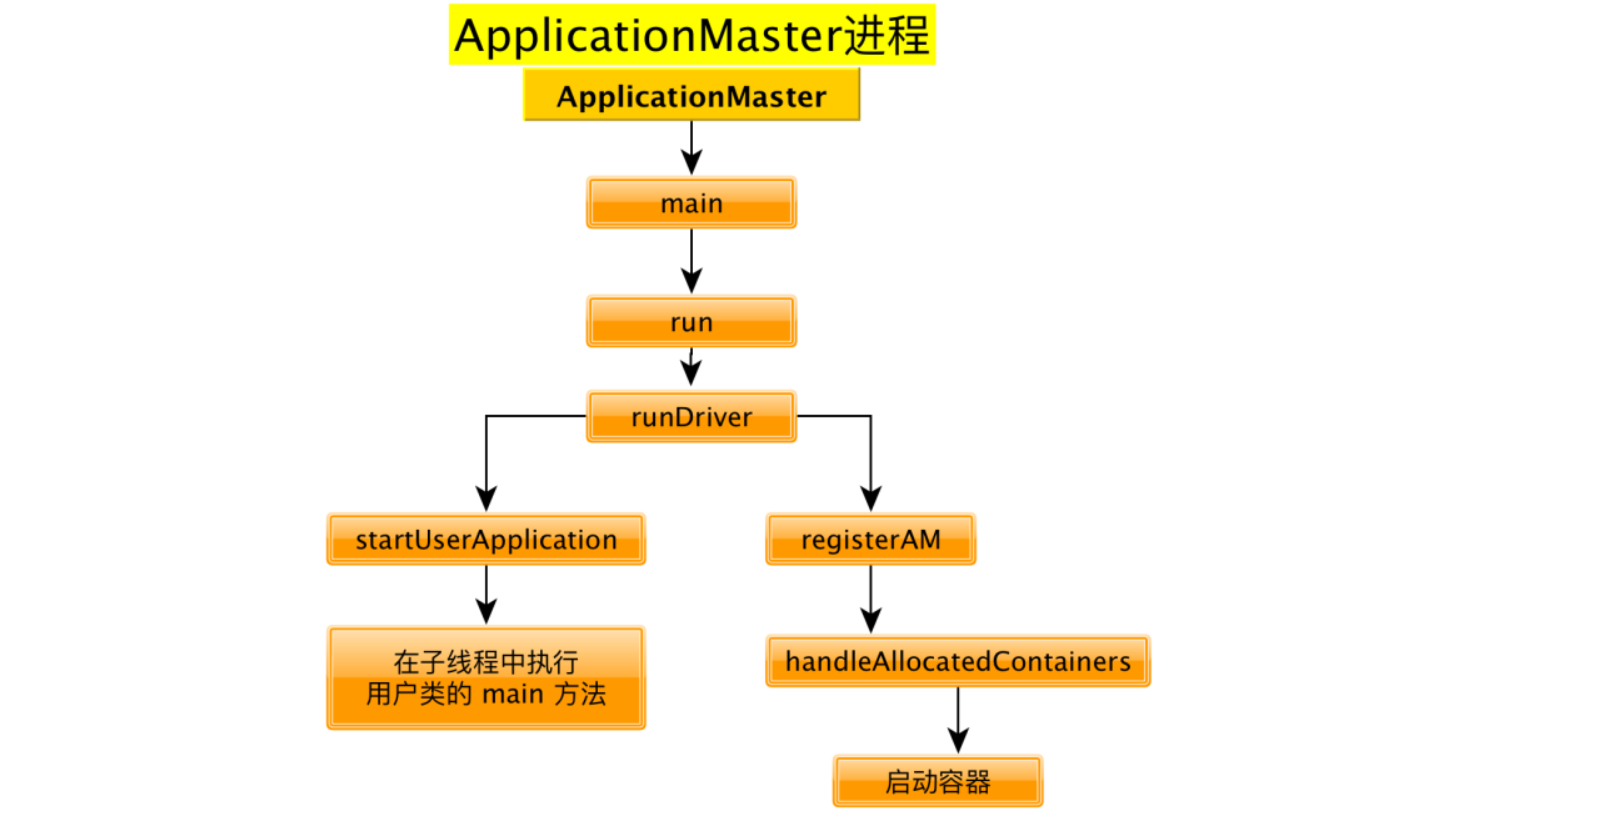 ApplicationMaster进程
ApplicationMaster
main
run
runDriver
startUserApplication
registerAM
在子线程中执行
用户类的 main 方法
handleAllocatedContainers
启动容器